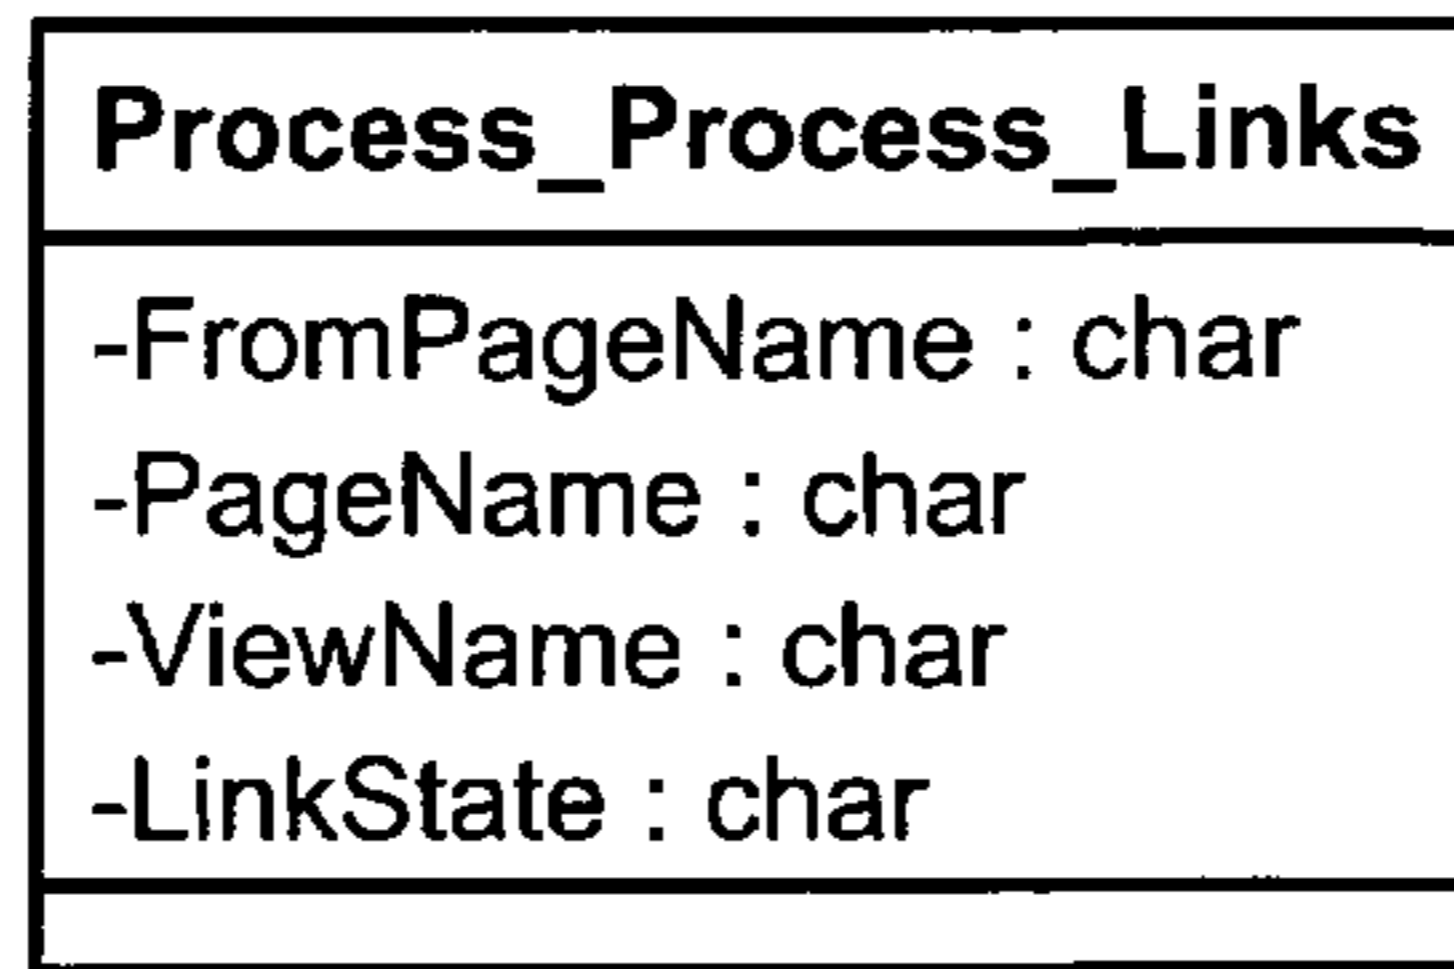 Process_Process_Links
-FromPageName : char
-PageName : char
-ViewName : char
-LinkState : char